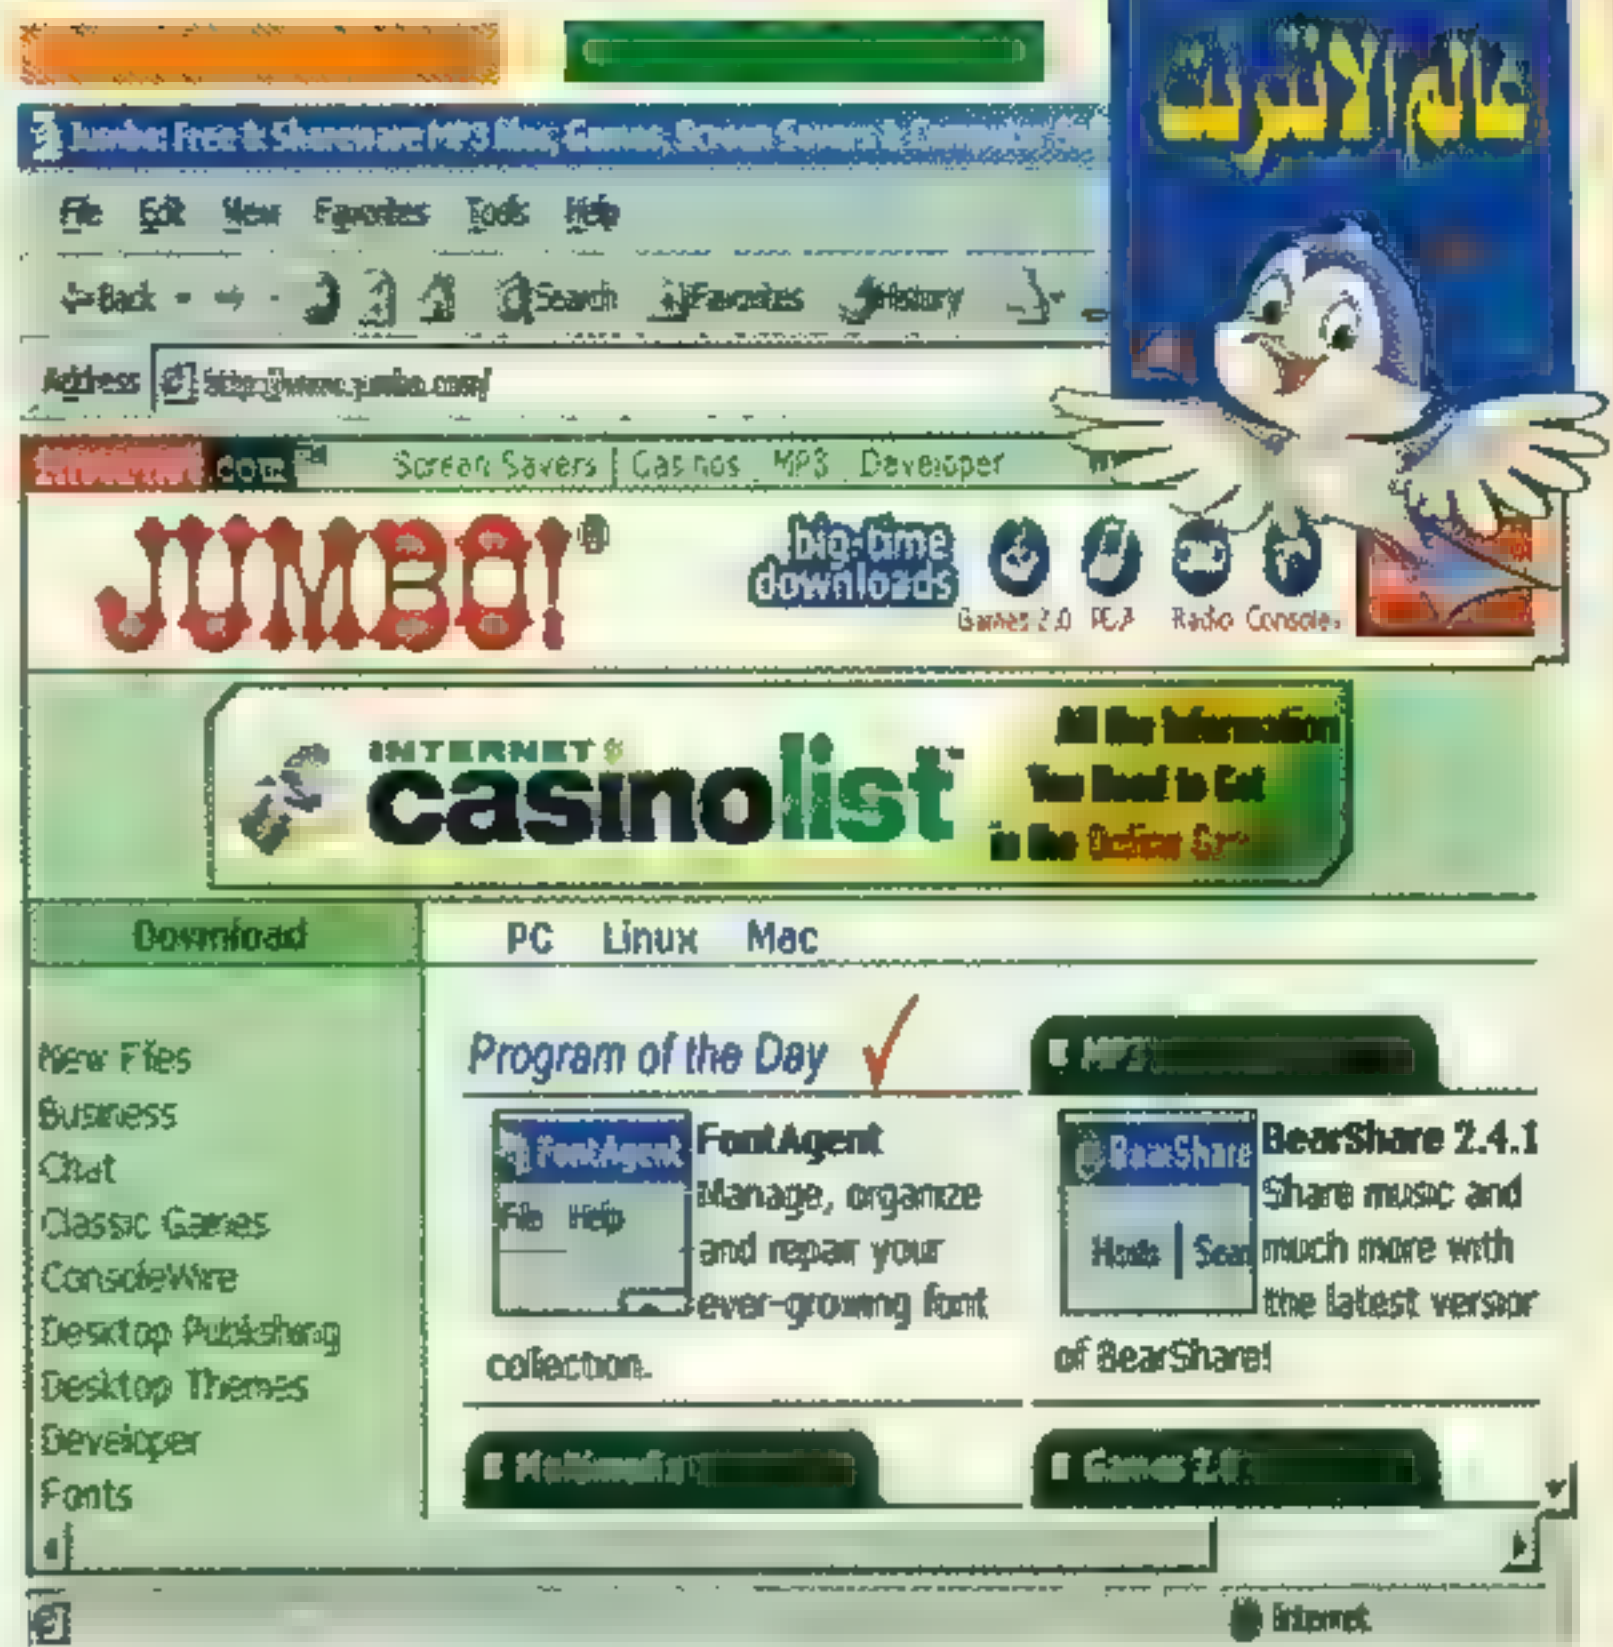 عالم الانترنت
Jumbo: Free & Shareware MP3 files, Games, Screen Savers & Computer
File Edit View Favorites Tools Help
Back Search Favorites History
Address http://www.jumbo.com/
.com Screen Savers | Casinos MP3 Developer
JUMBO!®
big-time
downloads
Games 2.0 PDA Radio Consoles
INTERNET'S
casinolist™
All the Information
You Need to Get
in the Online
Download
PC Linux Mac
New Files
Business
Chat
Classic Games
ConsoleWire
Desktop Publishing
Desktop Themes
Developer
Fonts
Program of the Day
FontAgent
File Help
FontAgent
Manage, organize
and repair your
ever-growing font
collection.
MP3
BearShare
Hosts | Sear
BearShare 2.4.1
Share music and
much more with
the latest version
of BearShare!
Multimedia
Games 2.0
Internet